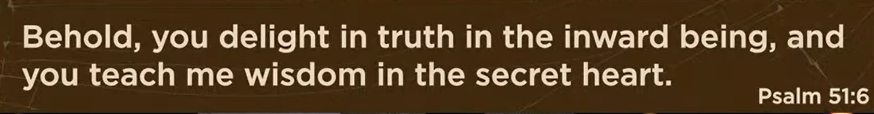 Behold, you delight in truth in the inward being, and
you teach me wisdom in the secret heart.
Psalm 51:6